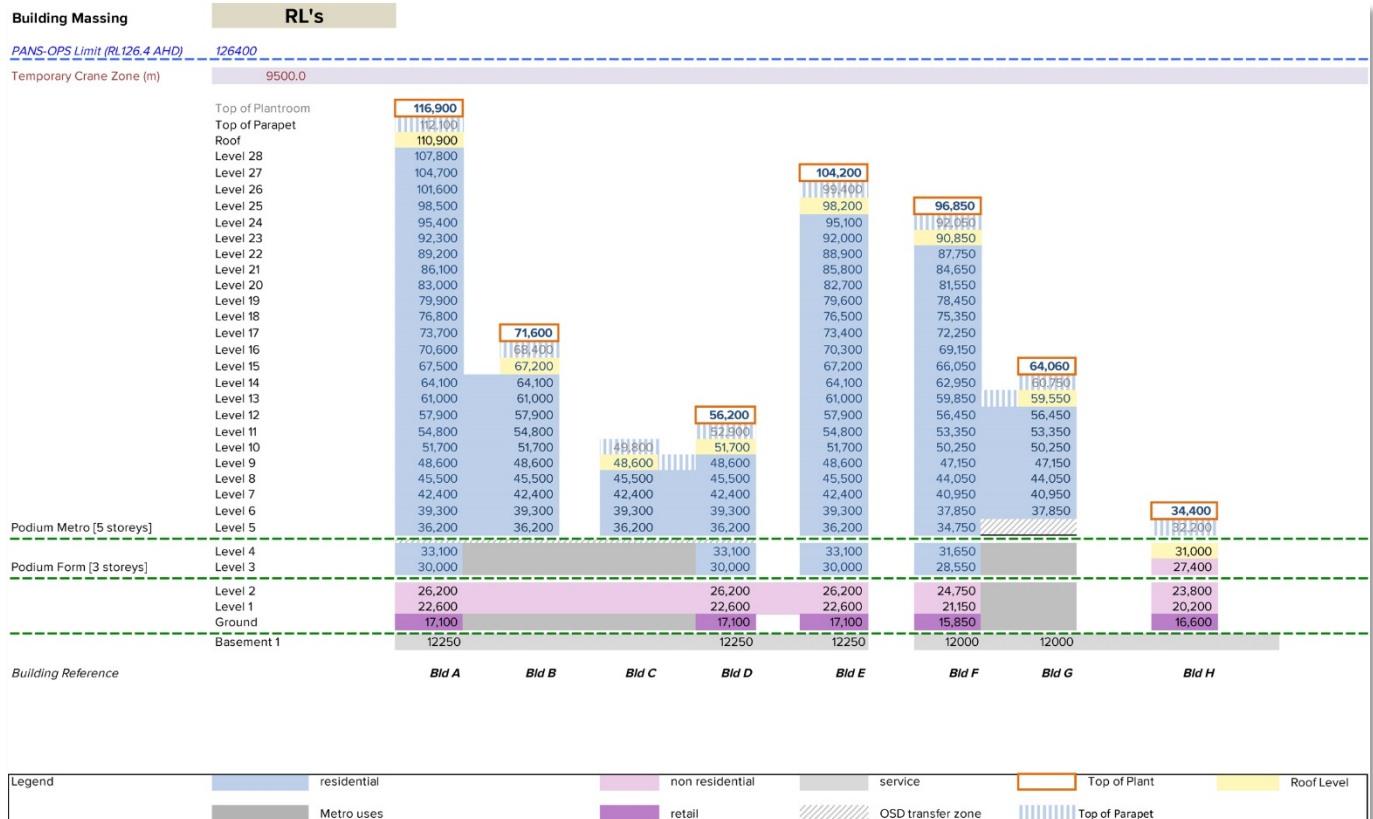 Building Massing RL's
PANS-OPS Limit (RL126.4 AHD) 126400
Temporary Crane Zone (m) 9500.0
Top of Plantroom 116,900
Top of Parapet 112,100
Roof 110,900
Level 28 107,800
Level 27 104,700 104,200
Level 26 101,600 99,400
Level 25 98,500 98,200 96,850
Level 24 95,400 95,100 92,050
Level 23 92,300 92,000 90,850
Level 22 89,200 88,900 87,750
Level 21 86,100 85,800 84,650
Level 20 83,000 82,700 81,550
Level 19 79,900 79,600 78,450
Level 18 76,800 76,500 75,350
Level 17 73,700 71,600 73,400 72,250
Level 16 70,600 68,400 70,300 69,150
Level 15 67,500 67,200 67,200 66,050 64,060
Level 14 64,100 64,100 64,100 62,950 60,750
Level 13 61,000 61,000 61,000 59,850 59,550
Level 12 57,900 57,900 56,200 57,900 56,450 56,450
Level 11 54,800 54,800 52,900 54,800 53,350 53,350
Level 10 51,700 51,700 49,800 51,700 51,700 50,250 50,250
Level 9 48,600 48,600 48,600 48,600 48,600 47,150 47,150
Level 8 45,500 45,500 45,500 45,500 45,500 44,050 44,050
Level 7 42,400 42,400 42,400 42,400 42,400 40,950 40,950
Level 6 39,300 39,300 39,300 39,300 39,300 37,850 37,850 34,400
Podium Metro [5 storeys] Level 5 36,200 36,200 36,200 36,200 36,200 34,750 32,200
Level 4 33,100 33,100 33,100 31,650 31,000
Podium Form [3 storeys] Level 3 30,000 30,000 30,000 28,550 27,400
Level 2 26,200 26,200 26,200 24,750 23,800
Level 1 22,600 22,600 22,600 21,150 20,200
Ground 17,100 17,100 17,100 15,850 16,600
Basement 1 12250 12250 12250 12000 12000
Building Reference Bld A Bld B Bld C Bld D Bld E Bld F Bld G Bld H
Legend residential non residential service Top of Plant Roof Level
Metro uses retail OSD transfer zone Top of Parapet